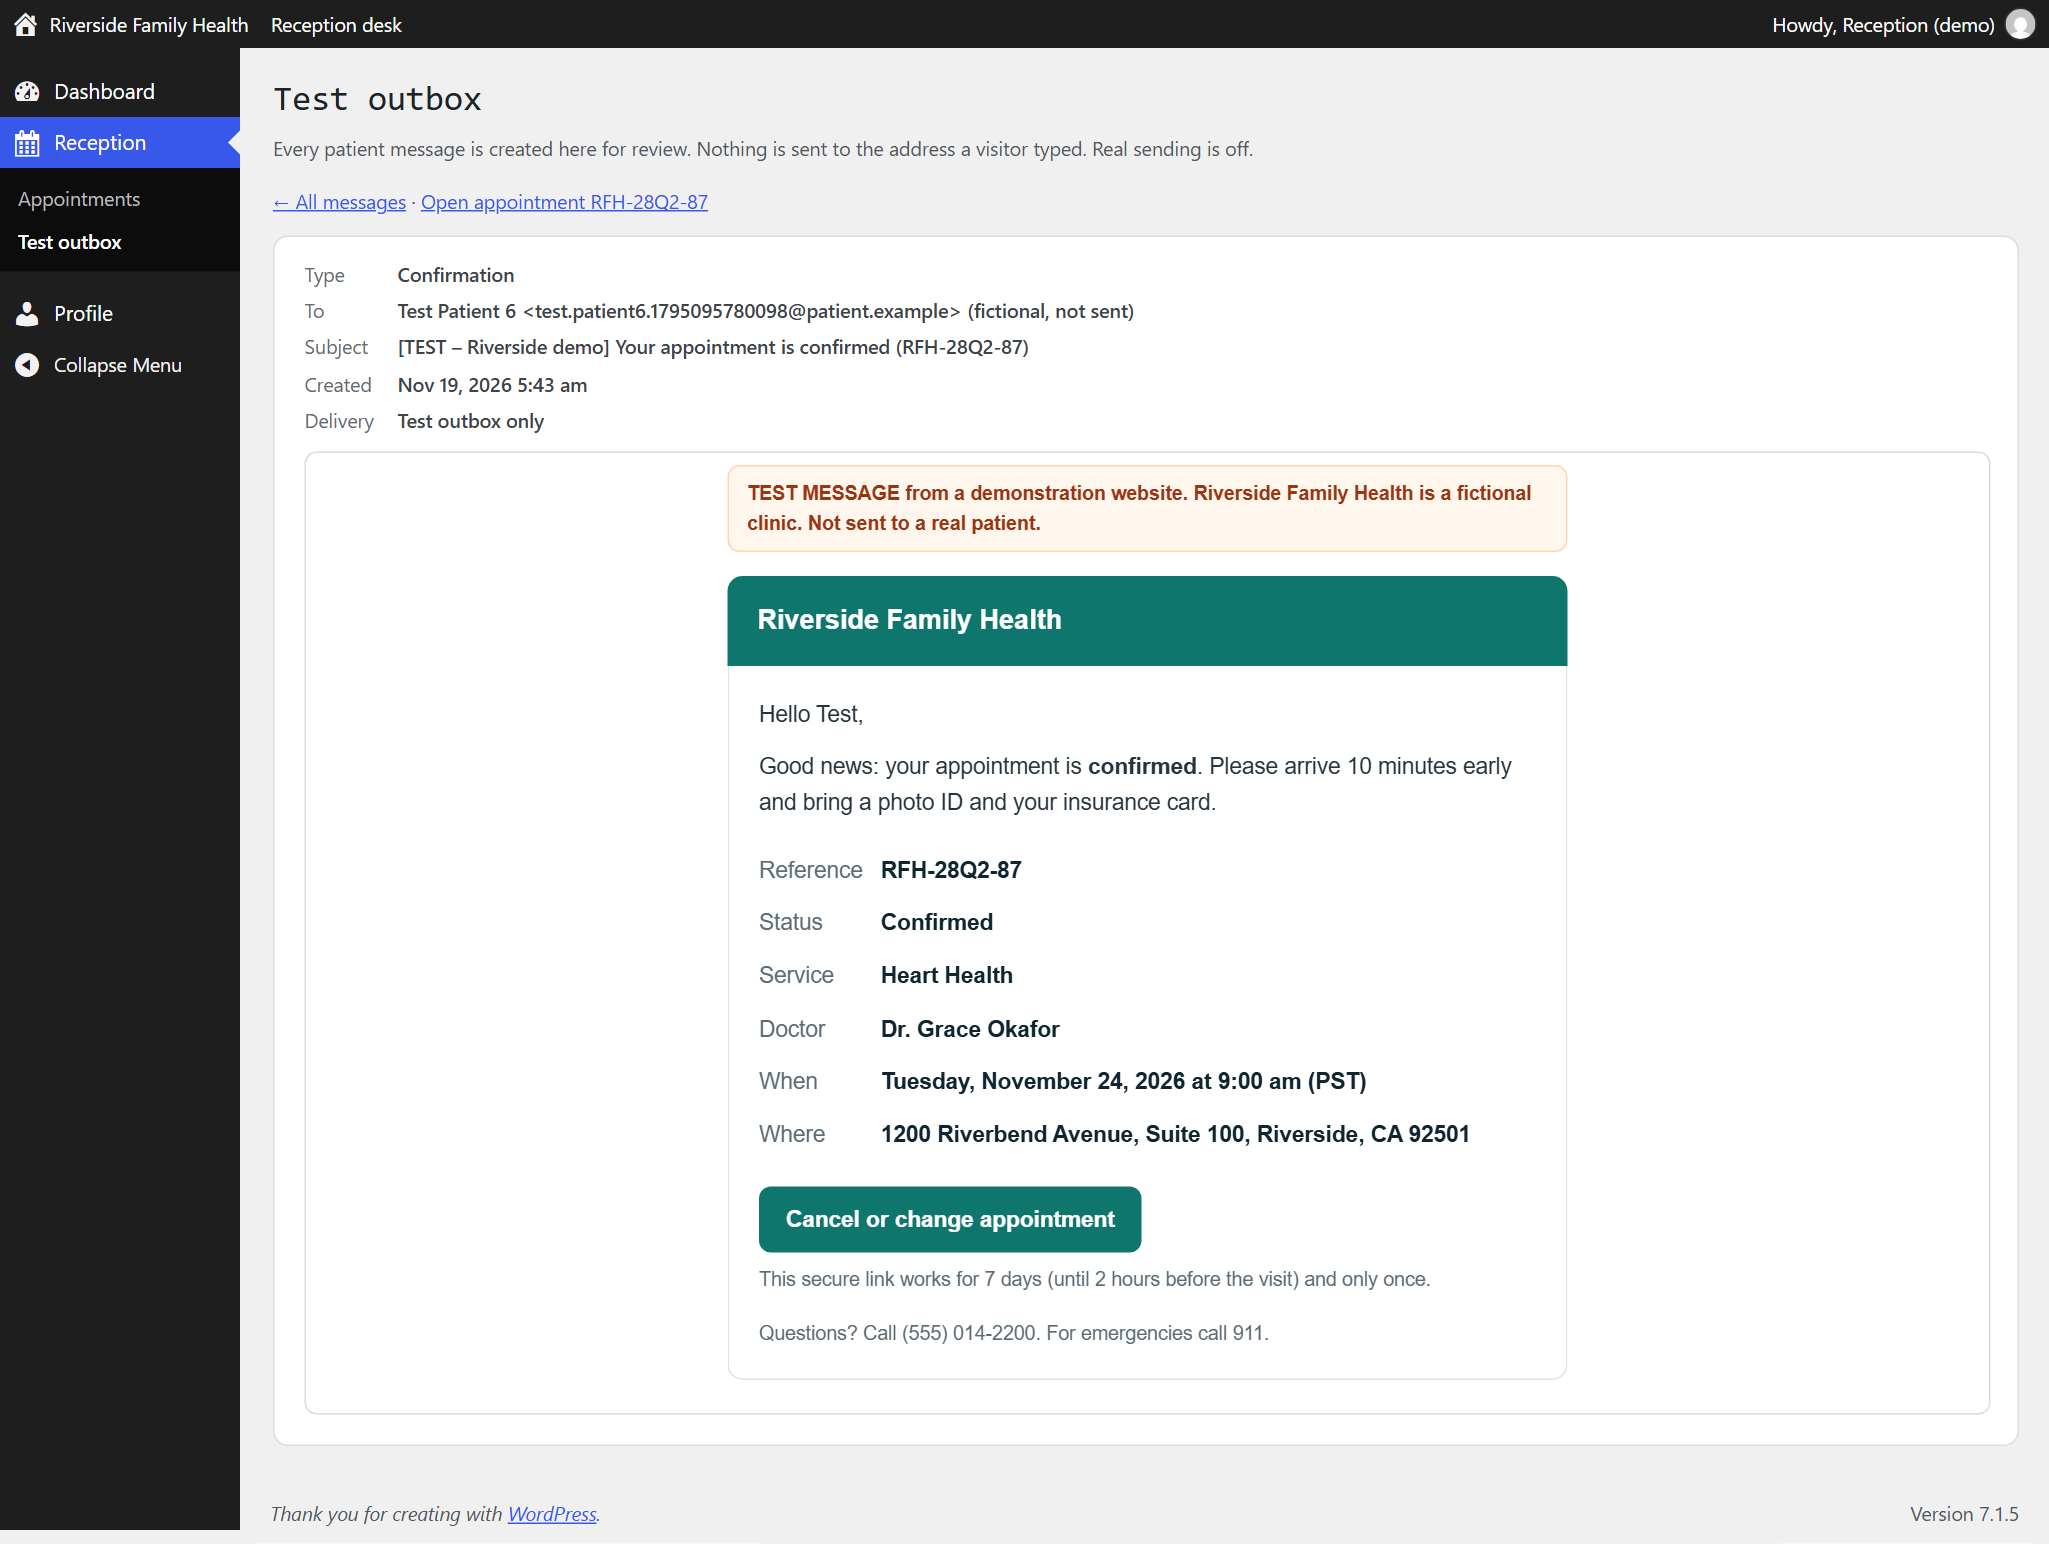 Riverside Family Health Reception desk Howdy, Reception (demo)
Dashboard
Reception
Appointments
Test outbox
Profile
Collapse Menu
Test outbox
Every patient message is created here for review. Nothing is sent to the address a visitor typed. Real sending is off.
← All messages · Open appointment RFH-28Q2-87
Type Confirmation
To Test Patient 6 <test.patient6.1795095780098@patient.example> (fictional, not sent)
Subject [TEST – Riverside demo] Your appointment is confirmed (RFH-28Q2-87)
Created Nov 19, 2026 5:43 am
Delivery Test outbox only
TEST MESSAGE from a demonstration website. Riverside Family Health is a fictional
clinic. Not sent to a real patient.
Riverside Family Health
Hello Test,
Good news: your appointment is confirmed. Please arrive 10 minutes early
and bring a photo ID and your insurance card.
Reference RFH-28Q2-87
Status Confirmed
Service Heart Health
Doctor Dr. Grace Okafor
When Tuesday, November 24, 2026 at 9:00 am (PST)
Where 1200 Riverbend Avenue, Suite 100, Riverside, CA 92501
Cancel or change appointment
This secure link works for 7 days (until 2 hours before the visit) and only once.
Questions? Call (555) 014-2200. For emergencies call 911.
Thank you for creating with WordPress. Version 7.1.5